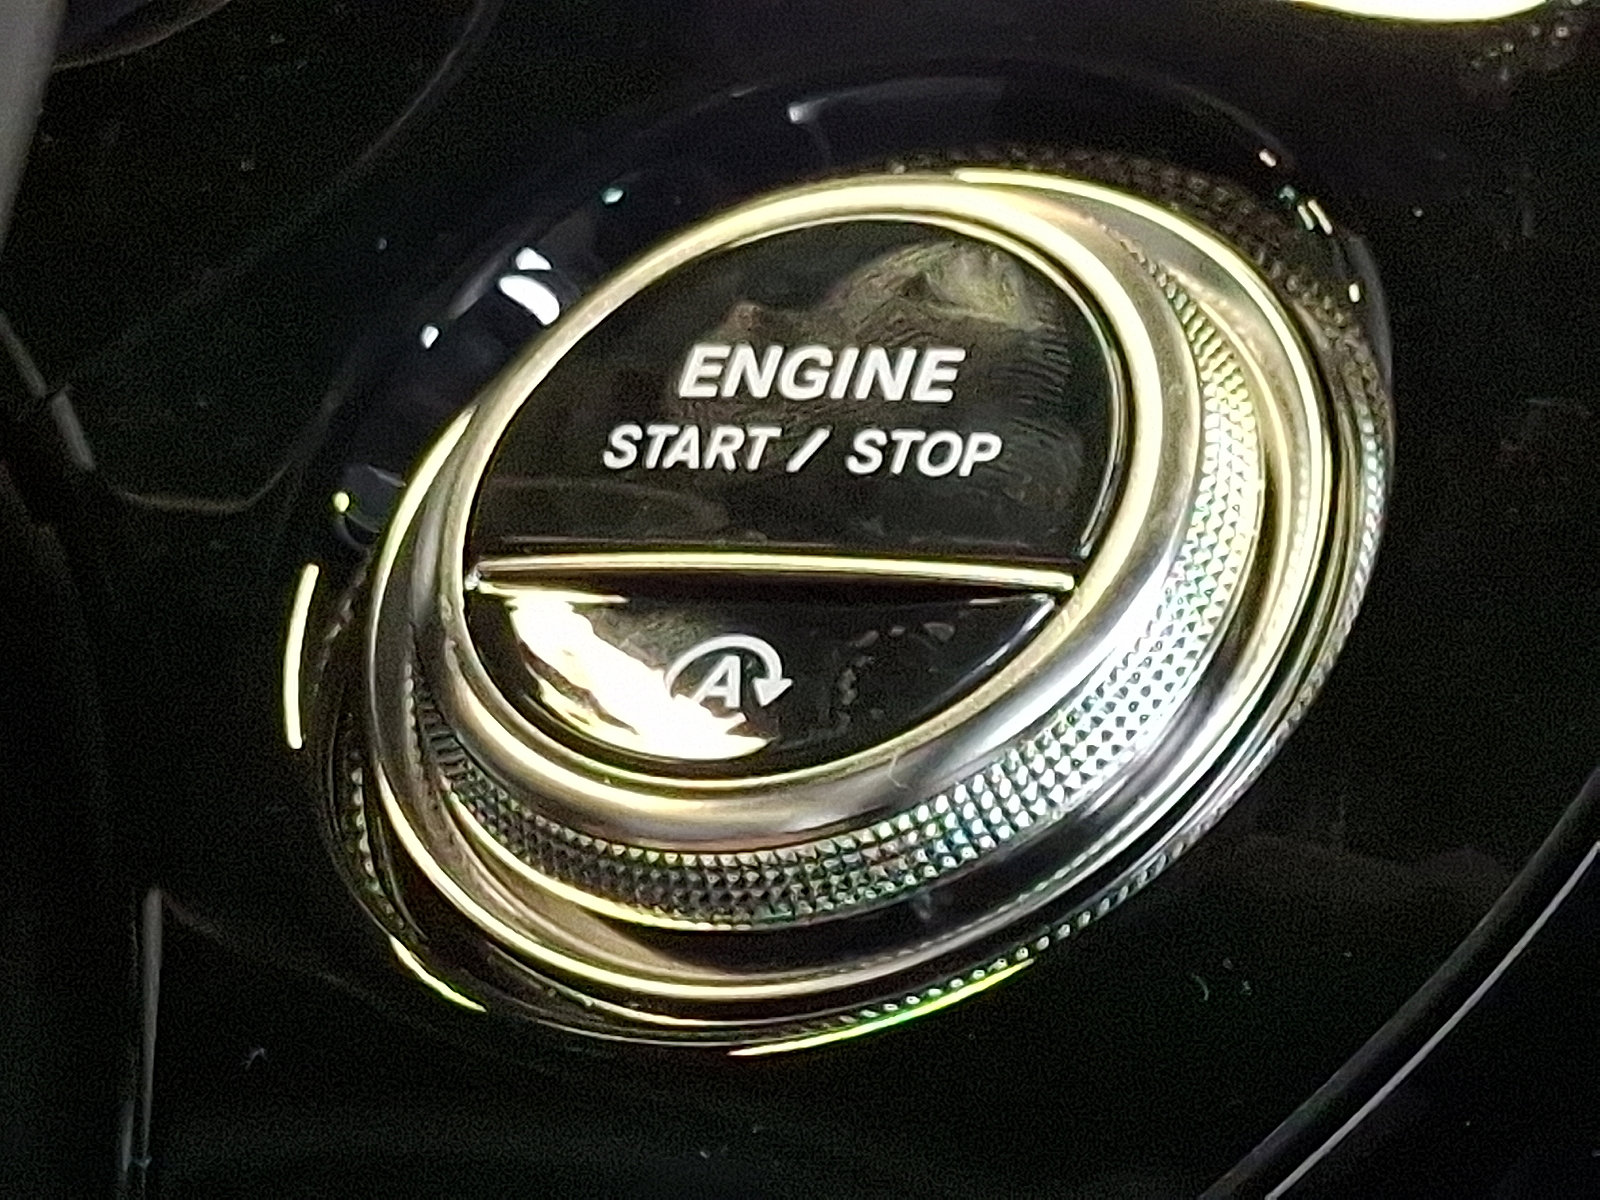 ENGINE
START / STOP
A